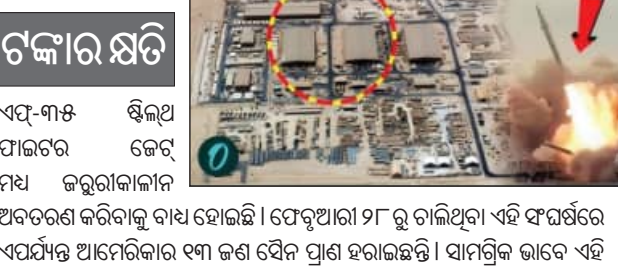 ଟଙ୍କାର କ୍ଷତି
ଏଫ୍-୩୫ ଷ୍ଟିଲ୍ଥ
ଫାଇଟର ଜେଟ୍
ମଧ୍ୟ ଜରୁରୀକାଳୀନ
ଅବତରଣ କରିବାକୁ ବାଧ୍ୟ ହୋଇଛି । ଫେବୃଆରୀ ୨୮ ରୁ ଚାଲିଥିବା ଏହି ସଂଘର୍ଷରେ
ଏପର୍ଯ୍ୟନ୍ତ ଆମେରିକାର ୧୩ ଜଣ ସୈନ ପ୍ରାଣ ହରାଇଛନ୍ତି । ସାମଗ୍ରିକ ଭାବେ ଏହି